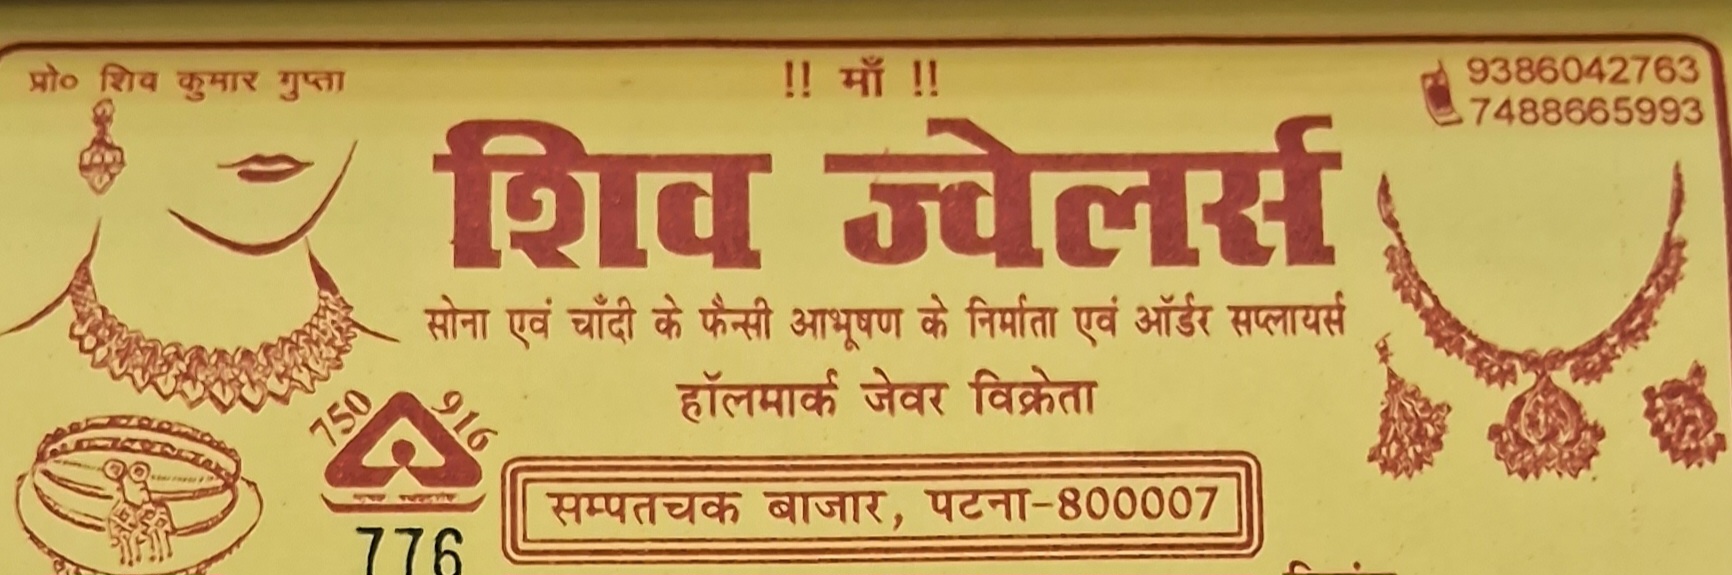 प्रो० शिव कुमार गुप्ता
!! माँ !!
9386042763
7488665993
शिव ज्वेलर्स
सोना एवं चाँदी के फैन्सी आभूषण के निर्माता एवं ऑर्डर सप्लायर्स
हॉलमार्क जेवर विक्रेता
750 916
सम्पतचक बाजार, पटना-800007
776